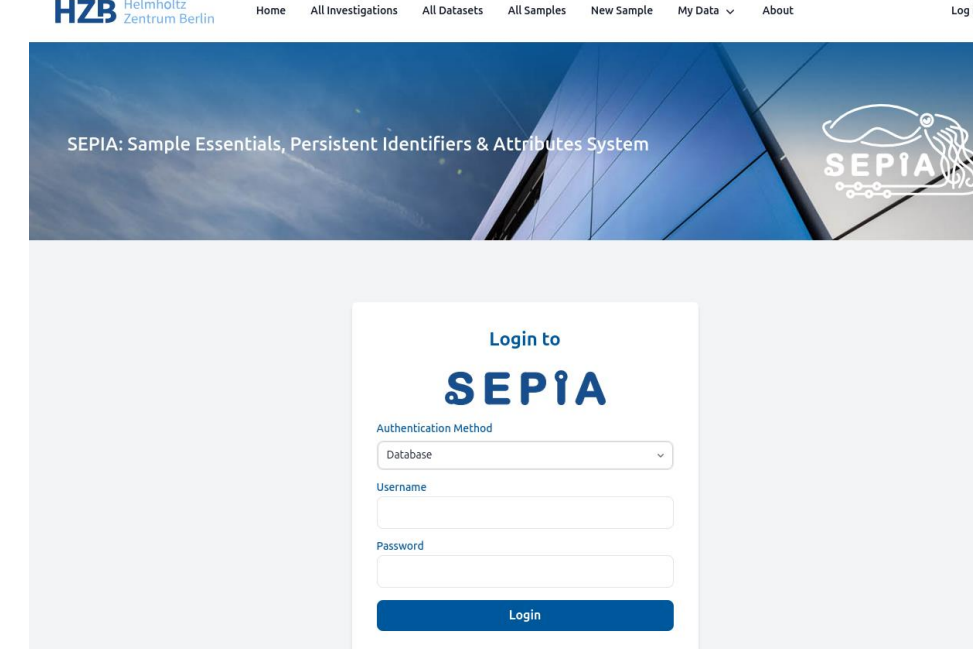 HZB Helmholtz
Zentrum Berlin
Home All Investigations All Datasets All Samples New Sample My Data About Log
SEPIA: Sample Essentials, Persistent Identifiers & Attributes System
SEPIA
Login to
SEPIA
Authentication Method
Database
Username
Password
Login